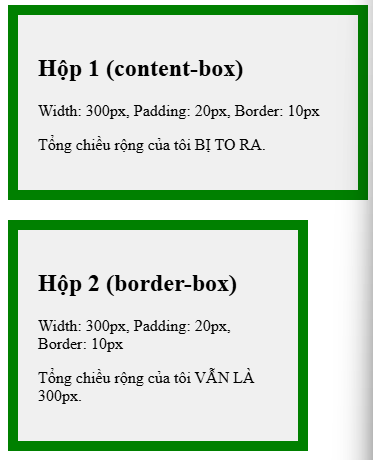 Hộp 1 (content-box)
Width: 300px, Padding: 20px, Border: 10px
Tổng chiều rộng của tôi BỊ TO RA.
Hộp 2 (border-box)
Width: 300px, Padding: 20px,
Border: 10px
Tổng chiều rộng của tôi VẪN LÀ
300px.